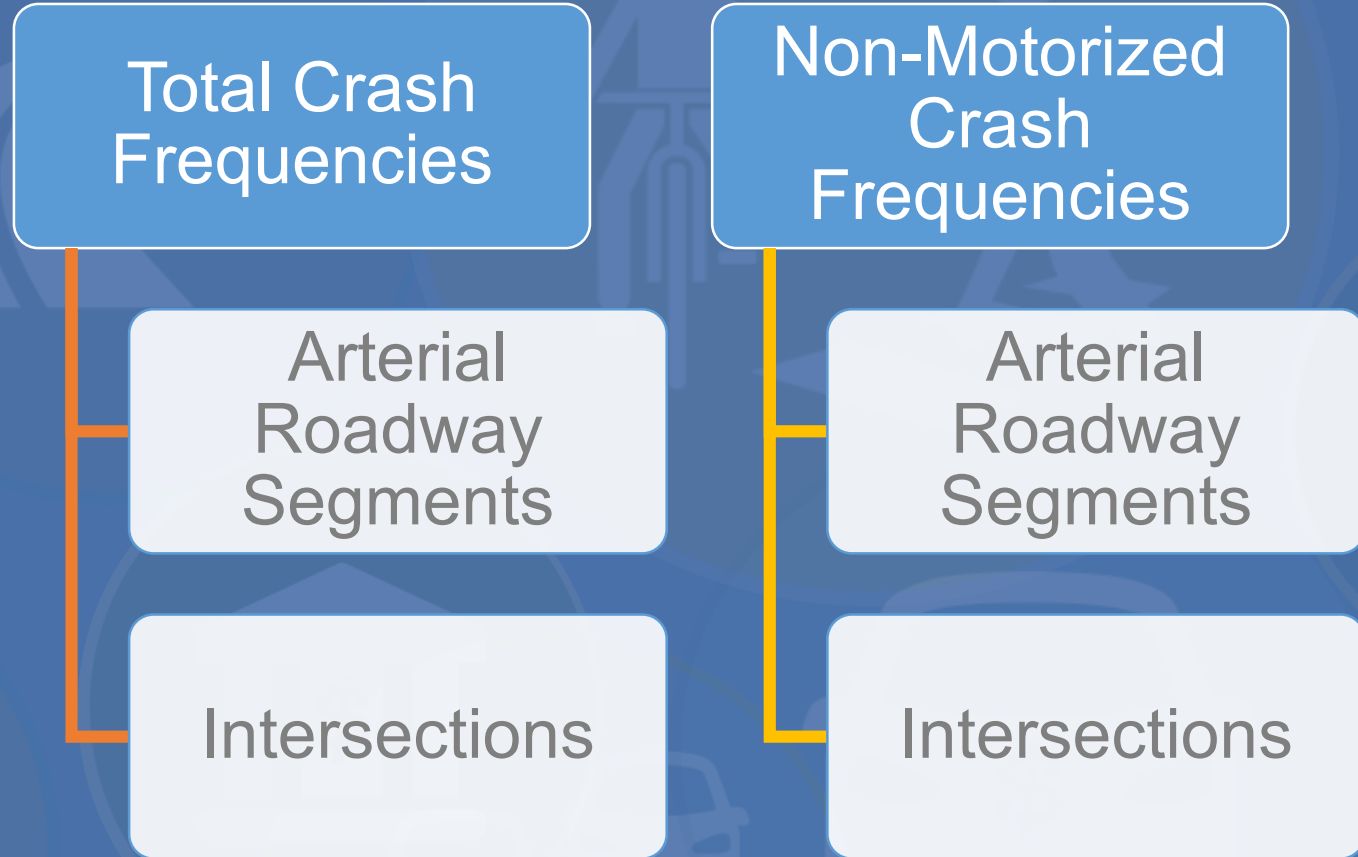 Total Crash
Frequencies
Arterial
Roadway
Segments
Intersections
Non-Motorized
Crash
Frequencies
Arterial
Roadway
Segments
Intersections